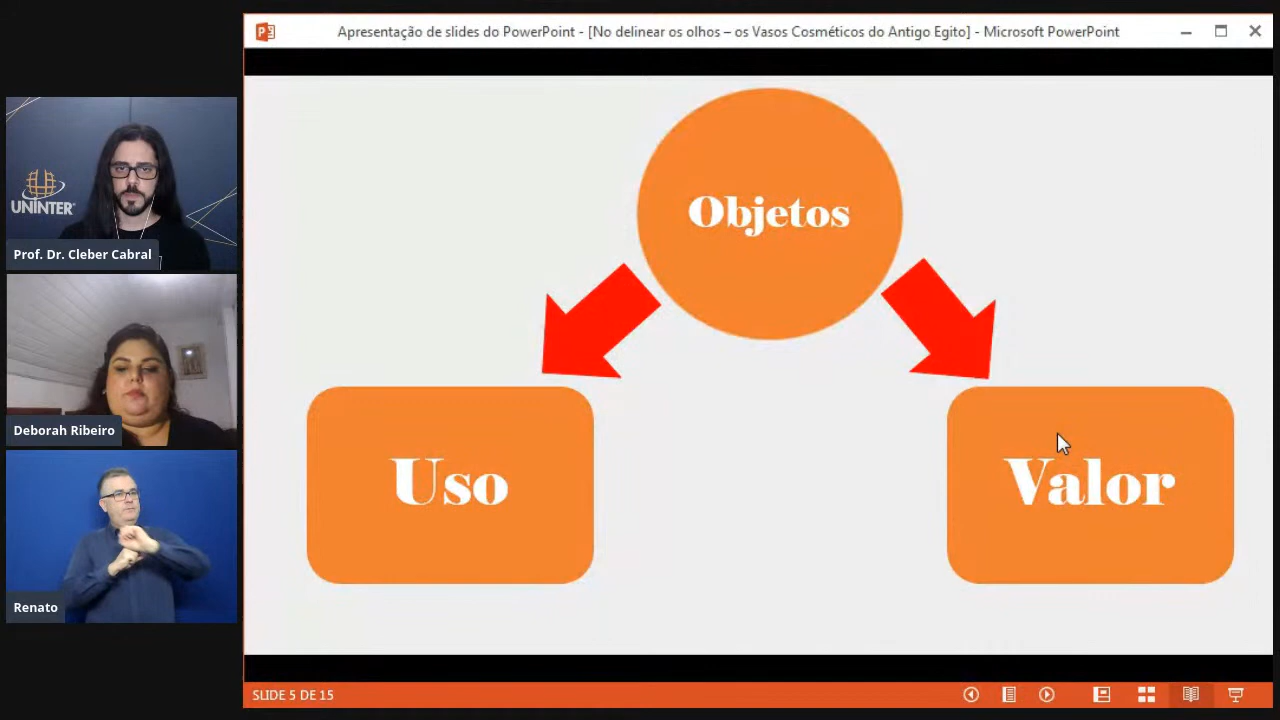 Apresentação de slides do PowerPoint - [No delinear os olhos – os Vasos Cosméticos do Antigo Egito] - Microsoft PowerPoint
UNINTER
Prof. Dr. Cleber Cabral
Deborah Ribeiro
Renato
Objetos
Uso
Valor
SLIDE 5 DE 15